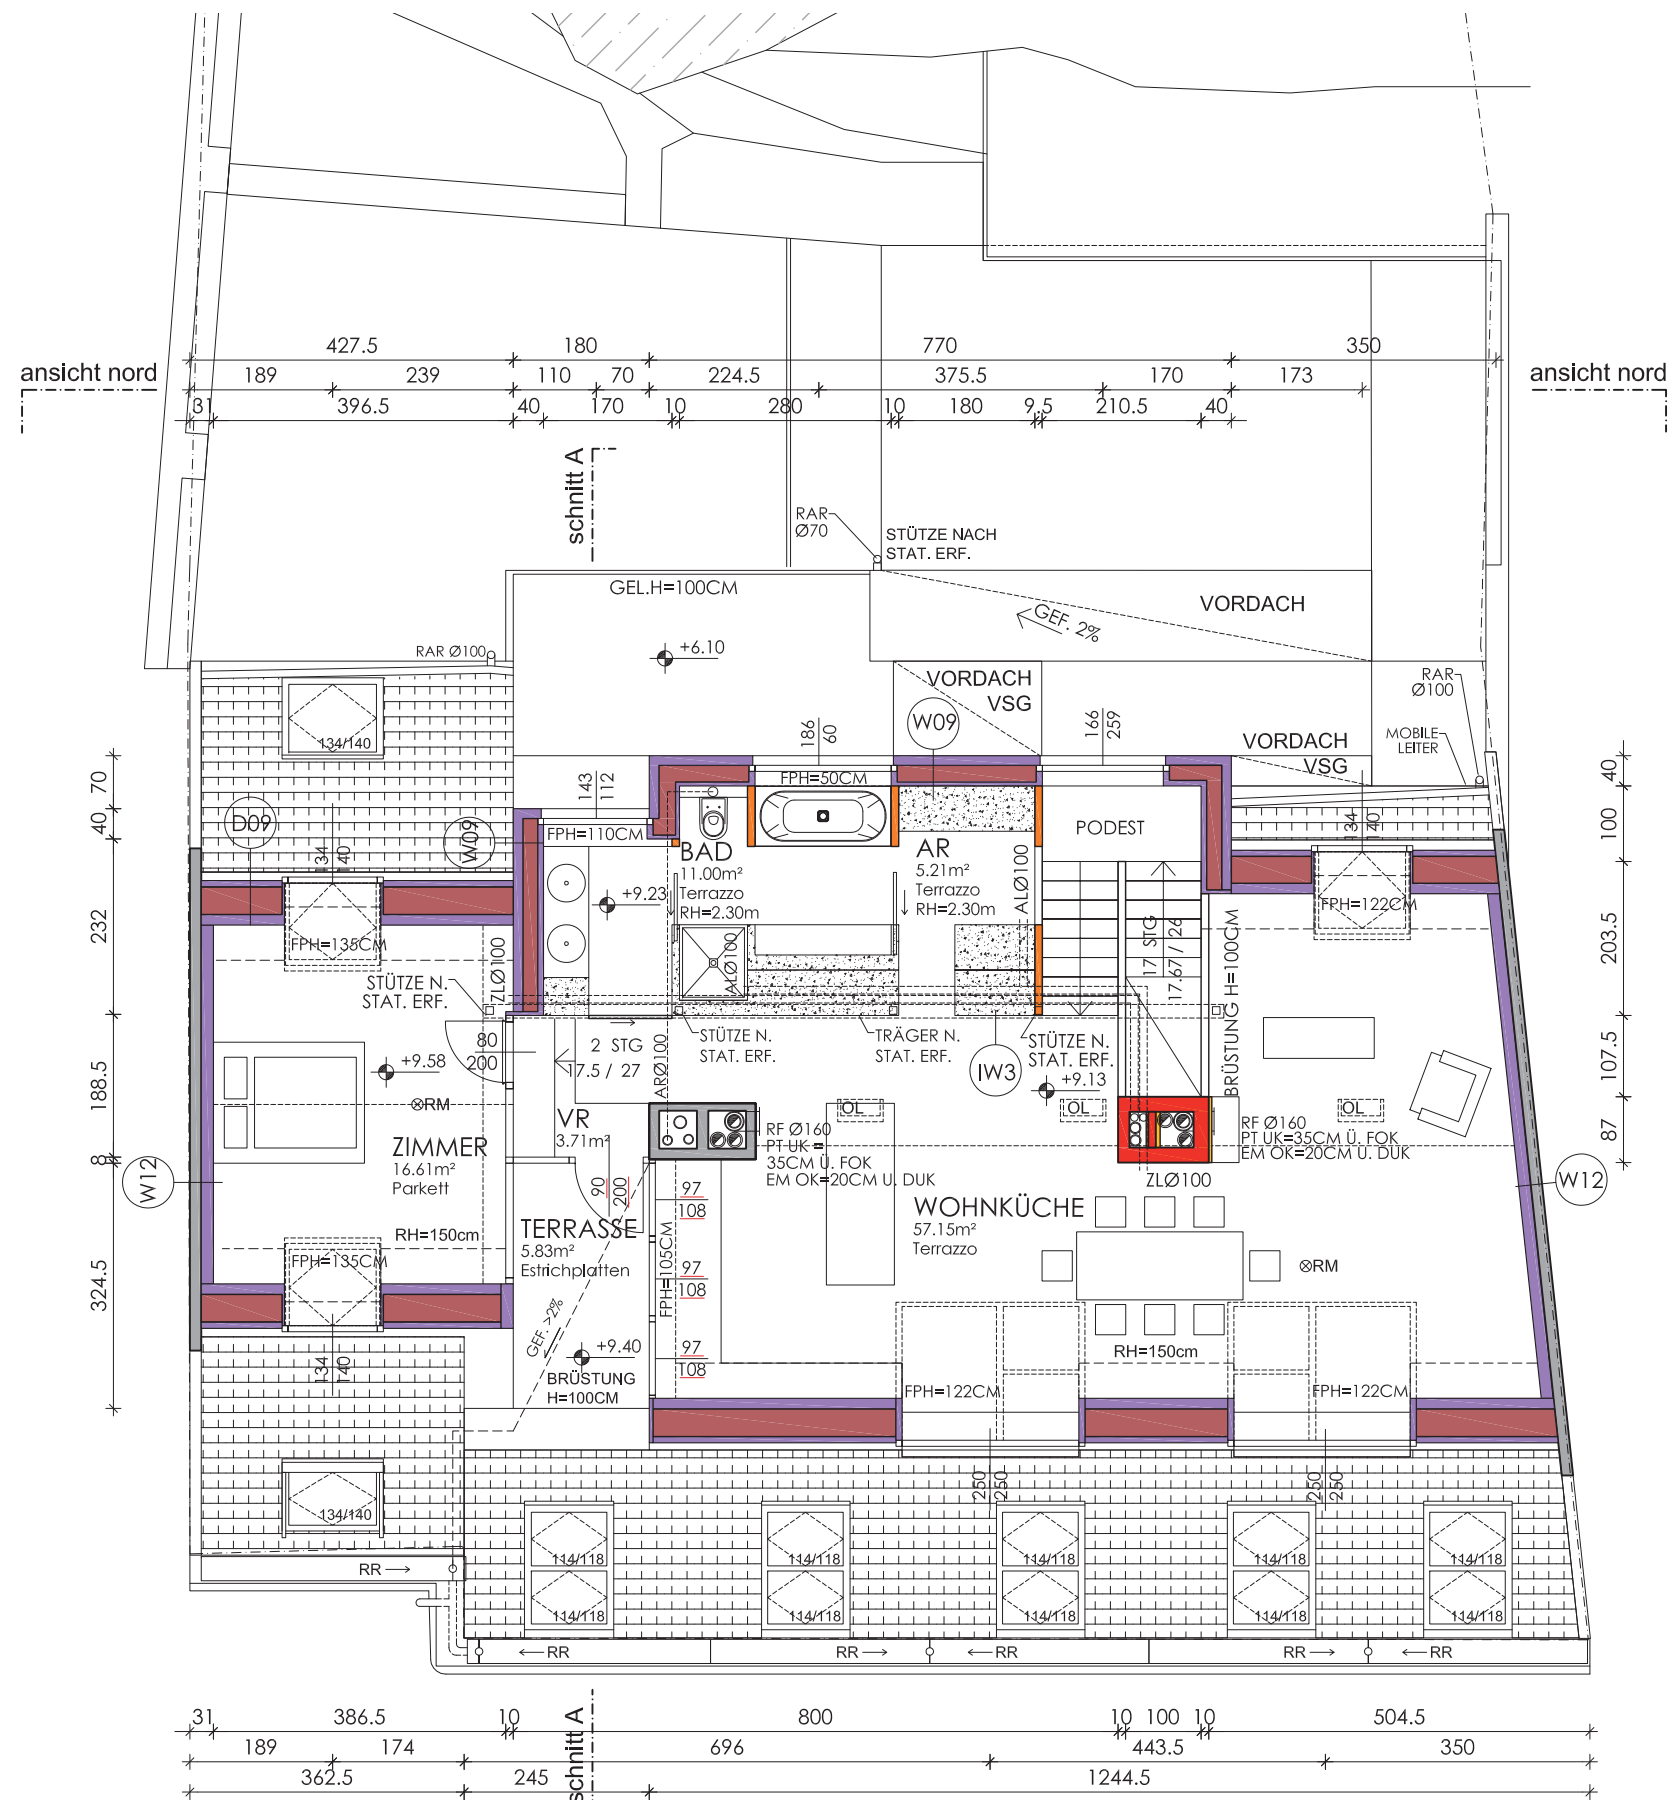 427.5 180 770 350
ansicht nord
ansicht nord
189 239 110 70 224.5 375.5 170 173
31 396.5 40 170 10 280 10 180 9.5 210.5 40
schnitt A
RAR
Ø70
STÜTZE NACH
STAT. ERF.
GEL.H=100CM
VORDACH
GEF. 2%
+6.10
RAR Ø100
VORDACH
VSG
RAR
Ø100
W09
186
60
166
259
MOBILE-
LEITER
VORDACH
VSG
134/140
143
112
FPH=50CM
FPH=110CM
PODEST
D09
W09
134
140
134
140
BAD
11.00m²
Terrazzo
RH=2.30m
AR
5.21m²
Terrazzo
RH=2.30m
ALØ100
+9.23
FPH=122CM
FPH=135CM
ZLØ100
ALØ100
17 STG
17.67 / 26
BRÜSTUNG H=100CM
STÜTZE N.
STAT. ERF.
STÜTZE N.
STAT. ERF.
TRÄGER N.
STAT. ERF.
STÜTZE N.
STAT. ERF.
80
200
2 STG
17.5 / 27
ARØ100
IW3
+9.58
+9.13
⊗RM
VR
3.71m²
OL
OL
OL
ZIMMER
16.61m²
Parkett
RF Ø160
PT UK =
35CM Ü. FOK
EM OK=20CM U. DUK
RF Ø160
PT UK=35CM Ü. FOK
EM OK=20CM U. DUK
ZLØ100
W12
W12
90
200
97
108
WOHNKÜCHE
57.15m²
Terrazzo
TERRASSE
5.83m²
Estrichplatten
RH=150cm
FPH=135CM
FPH=105CM
97
108
⊗RM
GEF. >2%
+9.40
BRÜSTUNG
H=100CM
97
108
RH=150cm
FPH=122CM
FPH=122CM
134
140
250
250
250
250
134/140
114/118
114/118
114/118
114/118
114/118
114/118
114/118
114/118
114/118
114/118
RR
RR
RR
RR
RR
RR
70
40
232
188.5
8
324.5
40
100
203.5
107.5
87
31 386.5 10 800 10 100 10 504.5
189 174 696 443.5 350
362.5 245 1244.5
schnitt A